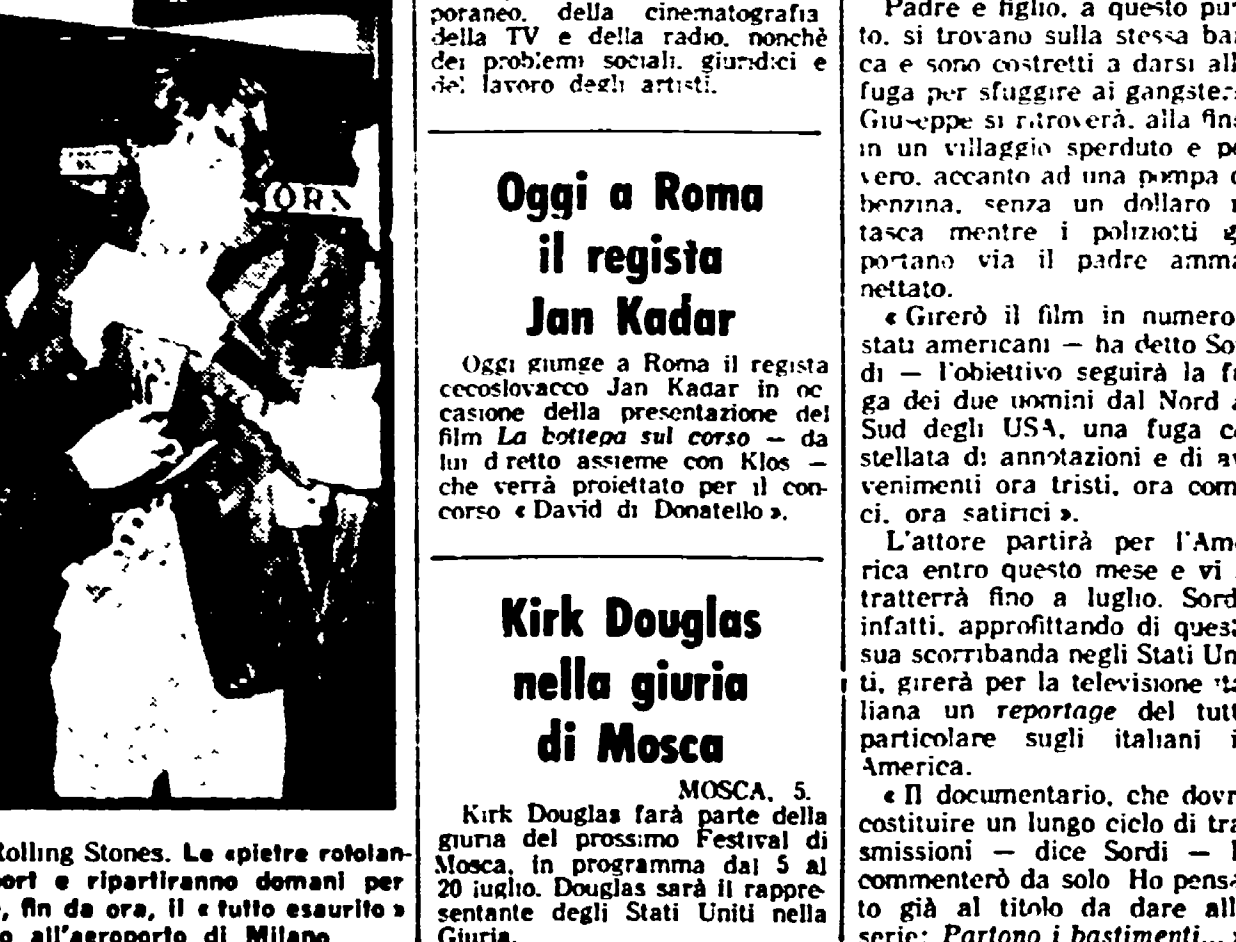 ORN
Rolling Stones. Le «pietre rotolan-
port e ripartiranno domani per
, fin da ora, il « tutto esaurito »
o all'aeroporto di Milano
poraneo, della cinematografia
della TV e della radio, nonchè
dei problemi sociali, giuridici e
del lavoro degli artisti.
Oggi a Roma
il regista
Jan Kadar
Oggi giunge a Roma il regista
cecoslovacco Jan Kadar in oc
casione della presentazione del
film La bottega sul corso — da
lui diretto assieme con Klos —
che verrà proiettato per il con-
corso « David di Donatello ».
Kirk Douglas
nella giuria
di Mosca
MOSCA, 5.
Kirk Douglas farà parte della
giuria del prossimo Festival di
Mosca, in programma dal 5 al
20 luglio. Douglas sarà il rappre-
sentante degli Stati Uniti nella
Giuria.
Padre e figlio, a questo pun
to, si trovano sulla stessa bar
ca e sono costretti a darsi all
fuga per sfuggire ai gangsters
Giuseppe si ritroverà, alla fine
in un villaggio sperduto e po
vero, accanto ad una pompa d
benzina, senza un dollaro i
tasca mentre i poliziotti g
portano via il padre amma
nettato.
« Girerò il film in numero
stati americani — ha detto Sor
di — l'obiettivo seguirà la fu
ga dei due uomini dal Nord a
Sud degli USA, una fuga co
stellata di annotazioni e di av
venimenti ora tristi, ora comi
ci, ora satirici ».
L'attore partirà per l'Ame
rica entro questo mese e vi
tratterrà fino a luglio. Sordi
infatti, approfittando di questa
sua scorribanda negli Stati Uni
ti, girerà per la televisione ita
liana un reportage del tutto
particolare sugli italiani i
America.
« Il documentario, che dovr
costituire un lungo ciclo di tra
smissioni — dice Sordi — l
commenterò da solo Ho pensa
to già al titolo da dare all
serie: Partono i bastimenti... »